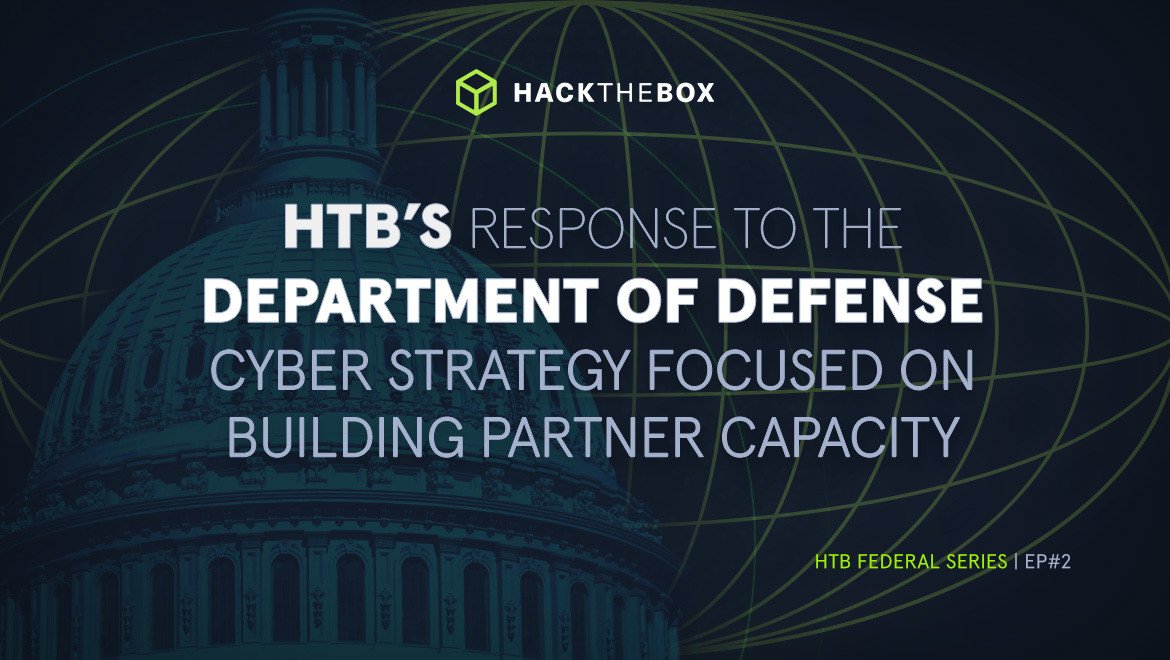 HACKTHEBOX
HTB'S RESPONSE TO THE
DEPARTMENT OF DEFENSE
CYBER STRATEGY FOCUSED ON
BUILDING PARTNER CAPACITY
HTB FEDERAL SERIES | EP#2